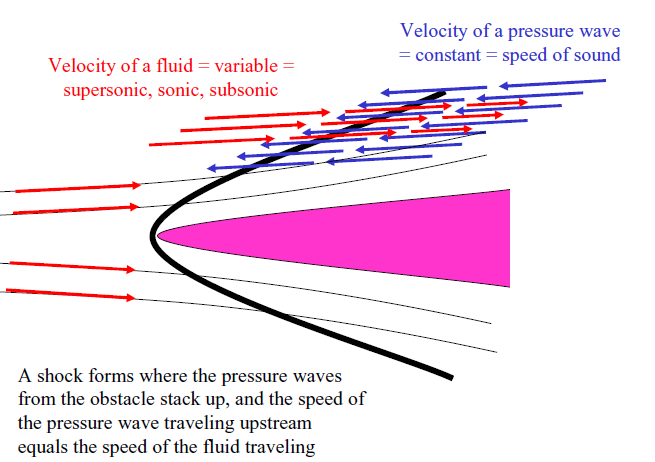 Velocity of a pressure wave
= constant = speed of sound
Velocity of a fluid = variable =
supersonic, sonic, subsonic
A shock forms where the pressure waves
from the obstacle stack up, and the speed of
the pressure wave traveling upstream
equals the speed of the fluid traveling